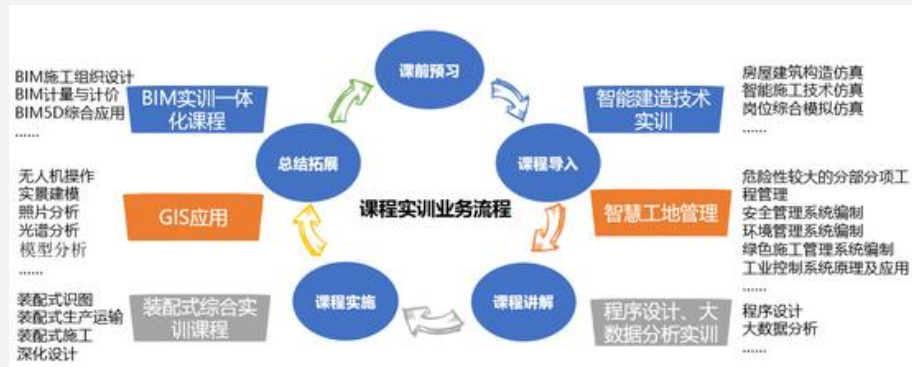 课前预习
BIM施工组织设计
BIM计量与计价
BIM5D综合应用
......
BIM实训一体
化课程
智能建造技术
实训
房屋建筑构造仿真
智能施工技术仿真
岗位综合模拟仿真
......
总结拓展
课程导入
无人机操作
实景建模
照片分析
光谱分析
模型分析
......
GIS应用
课程实训业务流程
智慧工地管理
危险性较大的分部分项工
程管理
安全管理系统编制
环境管理系统编制
绿色施工管理系统编制
工业控制系统原理及应用
......
课程实施
课程讲解
装配式识图
装配式生产运输
装配式施工
深化设计
装配式综合实
训课程
程序设计、大
数据分析实训
程序设计
大数据分析
......